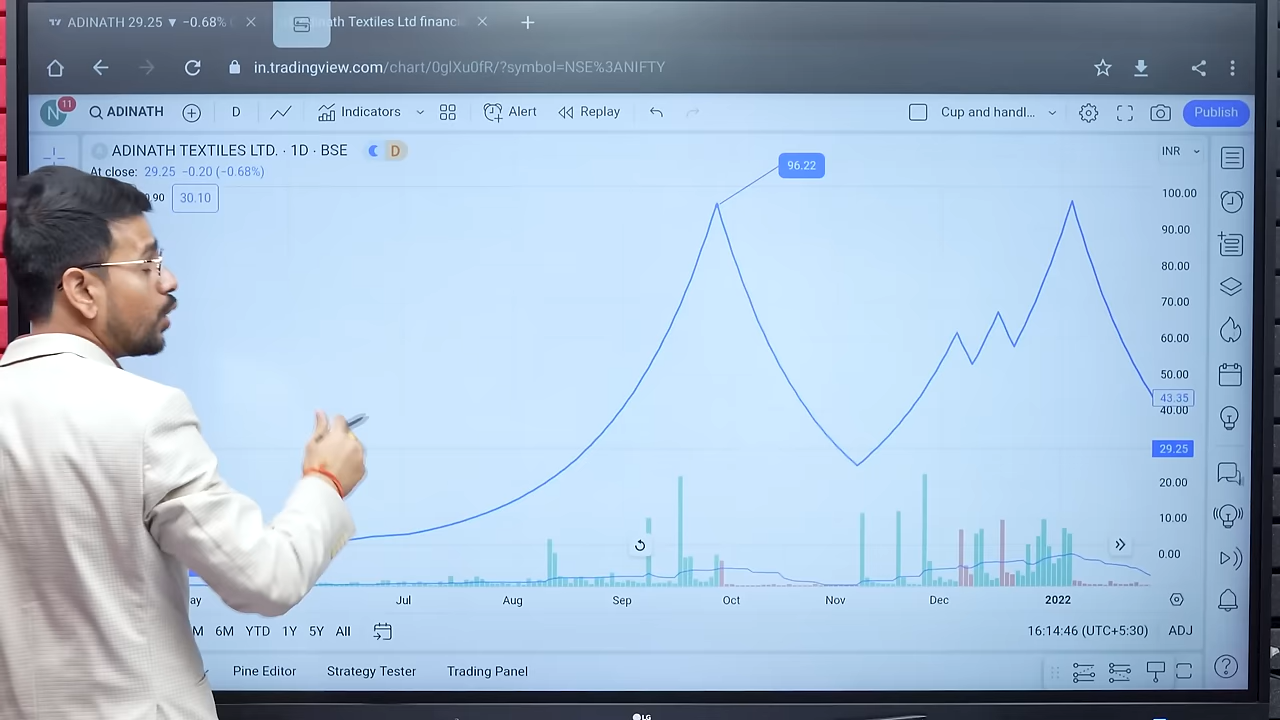 ADINATH 29.25 ▼ −0.68%
ath Textiles Ltd financ
in.tradingview.com/chart/0glXu0fR/?symbol=NSE%3ANIFTY
N 11 ADINATH D Indicators Alert Replay Cup and handl... Publish
ADINATH TEXTILES LTD. · 1D · BSE D INR
At close: 29.25 −0.20 (−0.68%)
.90 30.10
96.22
100.00
90.00
80.00
70.00
60.00
50.00
43.35
40.00
29.25
20.00
10.00
0.00
ay Jul Aug Sep Oct Nov Dec 2022
M 6M YTD 1Y 5Y All 16:14:46 (UTC+5:30) ADJ
Pine Editor Strategy Tester Trading Panel
LG